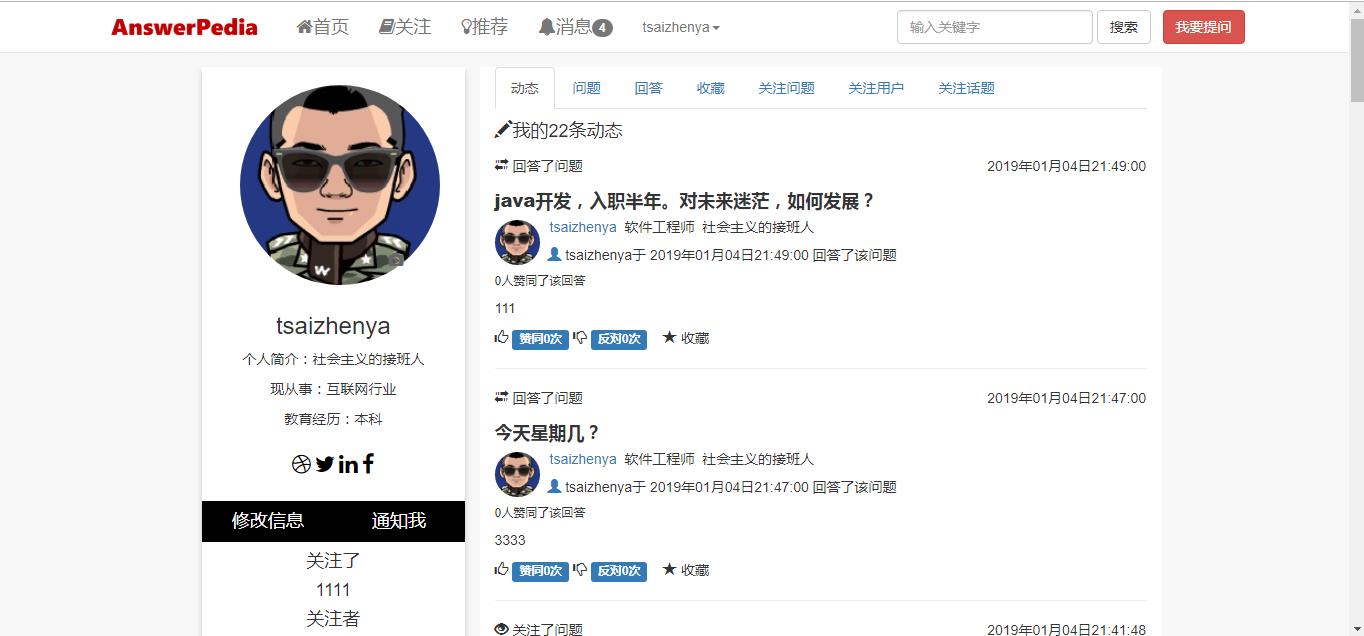 AnswerPedia 首页 关注 推荐 消息 4 tsaizhenya 输入关键字 搜索 我要提问
动态 问题 回答 收藏 关注问题 关注用户 关注话题
我的22条动态
回答了问题 2019年01月04日21:49:00
java开发，入职半年。对未来迷茫，如何发展？
tsaizhenya 软件工程师 社会主义的接班人
tsaizhenya于 2019年01月04日21:49:00 回答了该问题
0人赞同了该回答
111
赞同0次 反对0次 ★ 收藏
回答了问题 2019年01月04日21:47:00
今天星期几？
tsaizhenya 软件工程师 社会主义的接班人
tsaizhenya于 2019年01月04日21:47:00 回答了该问题
0人赞同了该回答
3333
赞同0次 反对0次 ★ 收藏
关注了问题 2019年01月04日21:41:48
W
tsaizhenya
个人简介：社会主义的接班人
现从事：互联网行业
教育经历：本科
修改信息 通知我
关注了
1111
关注者